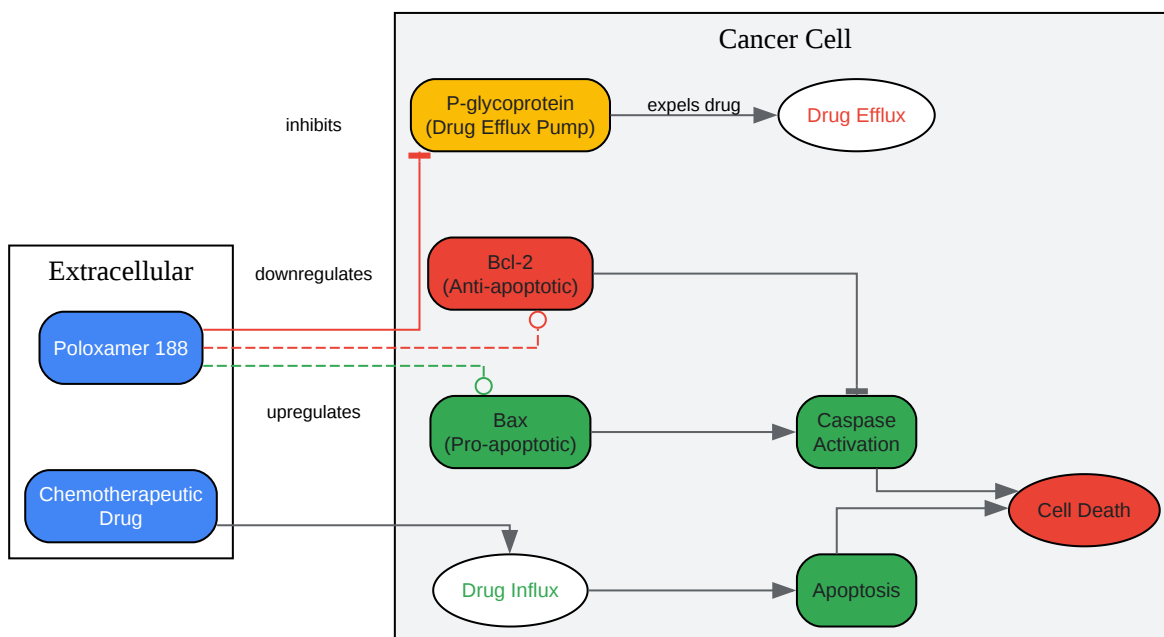 Cancer Cell
P-glycoprotein
(Drug Efflux Pump)
expels drug
Drug Efflux
inhibits
Extracellular
downregulates
Bcl-2
(Anti-apoptotic)
Poloxamer 188
upregulates
Bax
(Pro-apoptotic)
Caspase
Activation
Chemotherapeutic
Drug
Cell Death
Drug Influx
Apoptosis